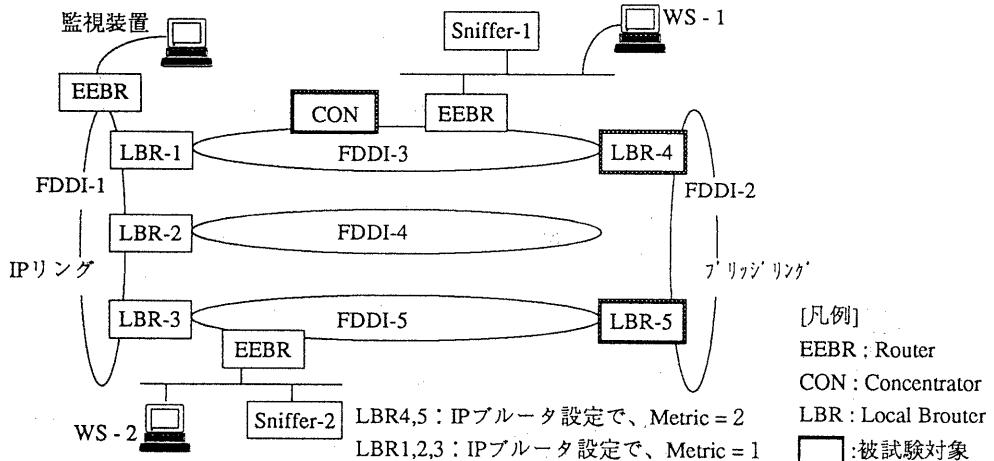 監視装置
Sniffer-1
WS - 1
EEBR
CON
EEBR
LBR-1
FDDI-3
LBR-4
FDDI-1
FDDI-2
LBR-2
FDDI-4
IPリング
ブリッジリング
LBR-3
FDDI-5
LBR-5
[凡例]
EEBR
EEBR : Router
CON : Concentrator
WS - 2
Sniffer-2
LBR4,5：IPブルータ設定で、Metric = 2
LBR : Local Brouter
LBR1,2,3：IPブルータ設定で、Metric = 1
:被試験対象